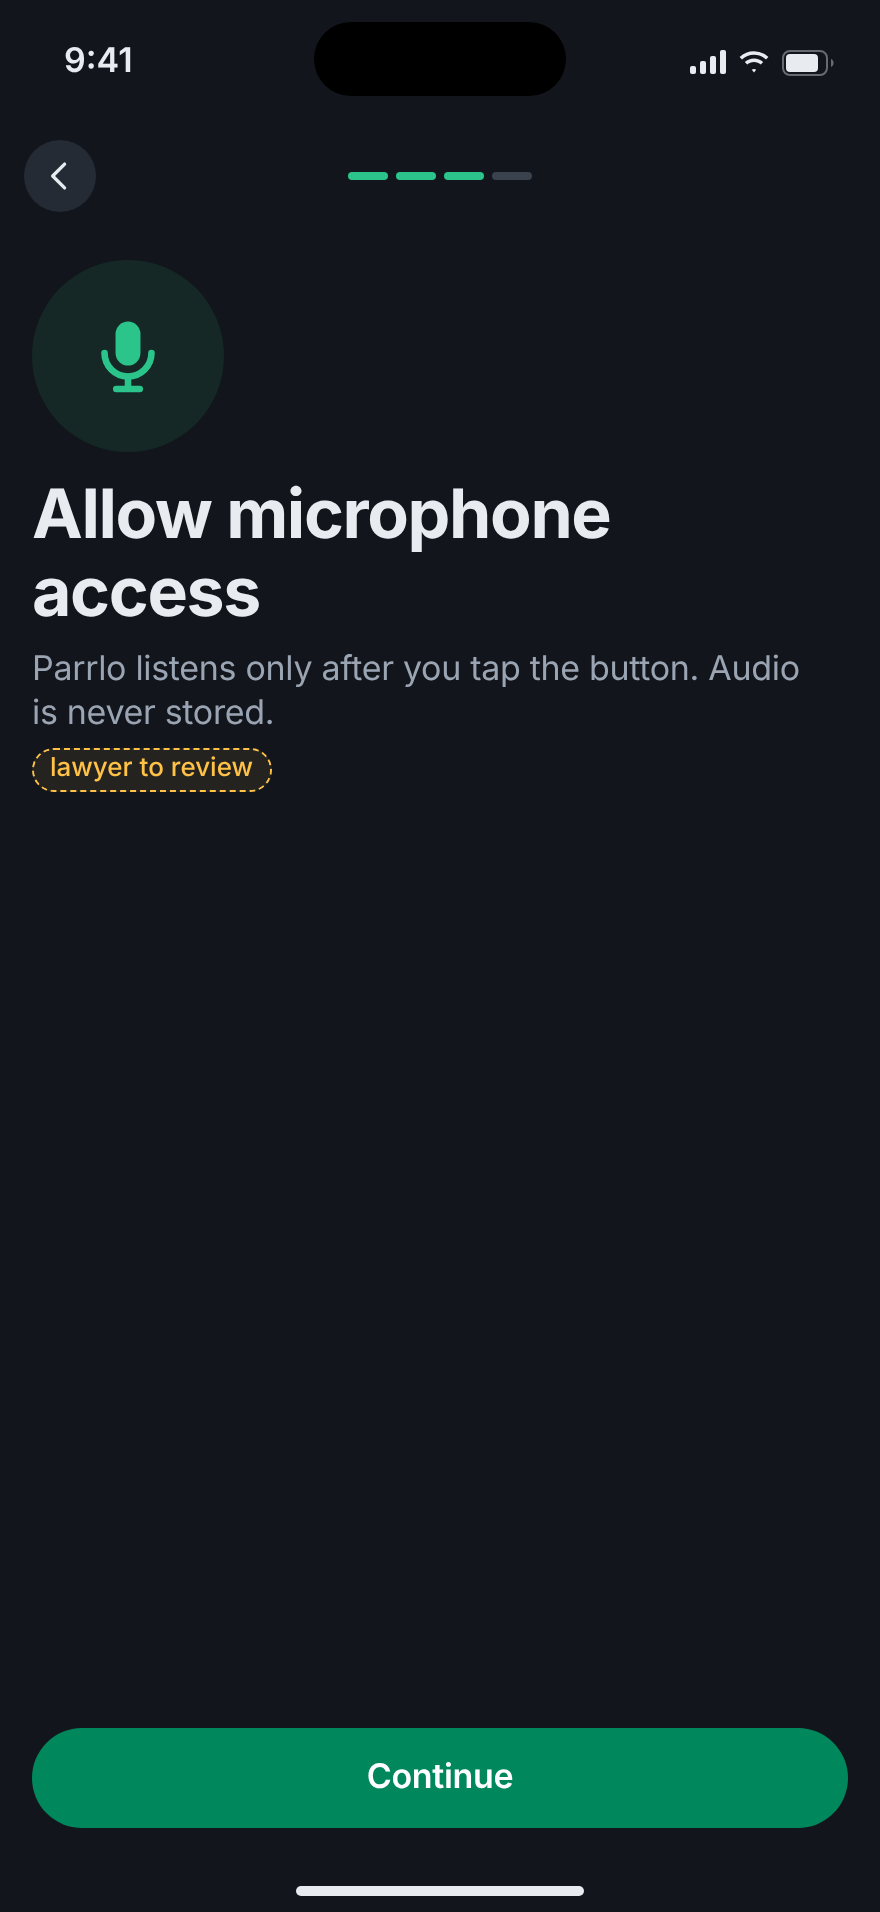 9:41
Allow microphone
access
Parrlo listens only after you tap the button. Audio
is never stored.
lawyer to review
Continue